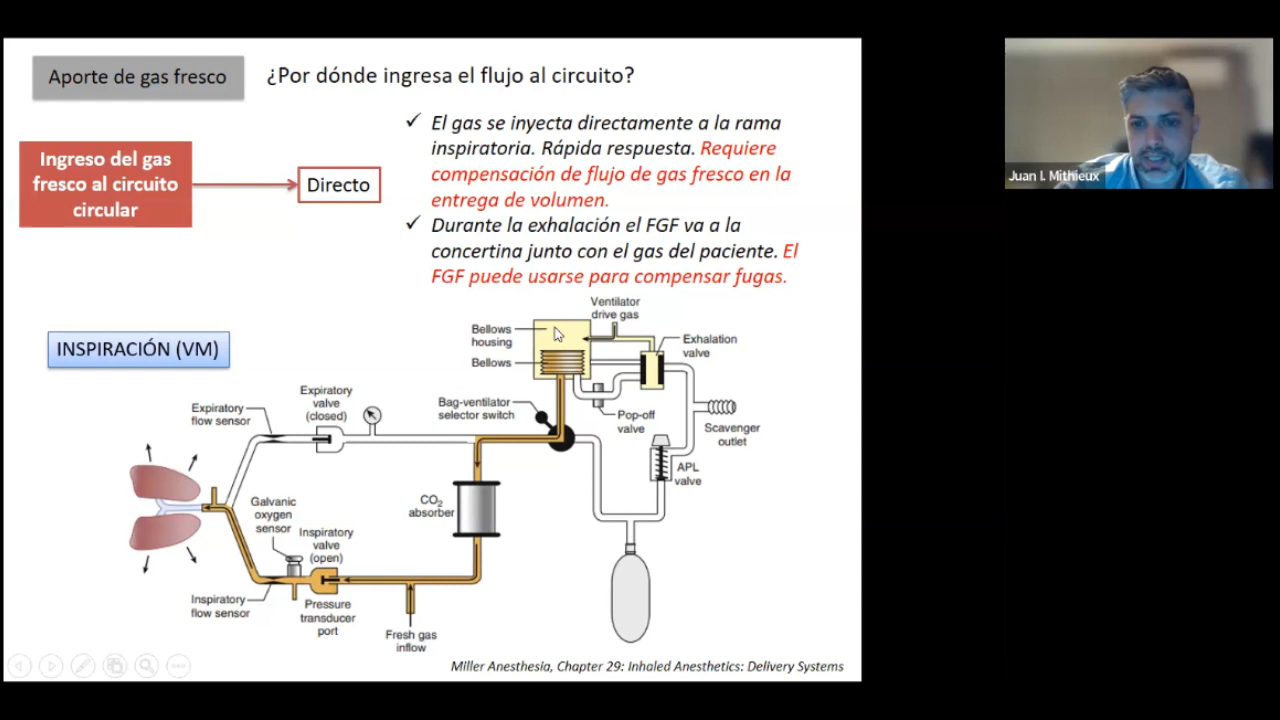 Aporte de gas fresco
¿Por dónde ingresa el flujo al circuito?
Ingreso del gas
fresco al circuito
circular
Directo
✓ El gas se inyecta directamente a la rama
inspiratoria. Rápida respuesta. Requiere
compensación de flujo de gas fresco en la
entrega de volumen.
✓ Durante la exhalación el FGF va a la
concertina junto con el gas del paciente. El
FGF puede usarse para compensar fugas.
INSPIRACIÓN (VM)
Ventilator
drive gas
Bellows
housing
Bellows
Exhalation
valve
Expiratory
valve
(closed)
Expiratory
flow sensor
Bag-ventilator
selector switch
Pop-off
valve
Scavenger
outlet
APL
valve
CO2
absorber
Galvanic
oxygen
sensor
Inspiratory
valve
(open)
Inspiratory
flow sensor
Pressure
transducer
port
Fresh gas
inflow
Miller Anesthesia, Chapter 29: Inhaled Anesthetics: Delivery Systems
Juan I. Mithieux